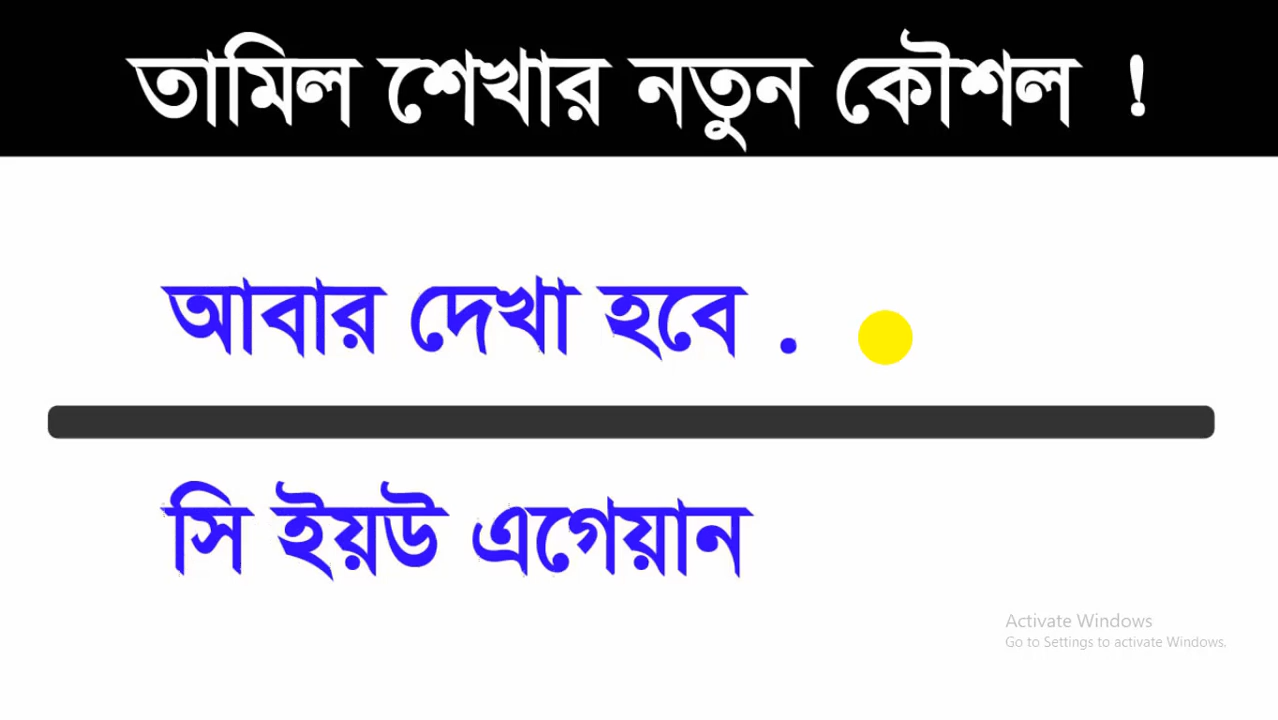 তামিল শেখার নতুন কৌশল !
আবার দেখা হবে .
সি ইয়উ এগেয়ান
Activate Windows
Go to Settings to activate Windows.